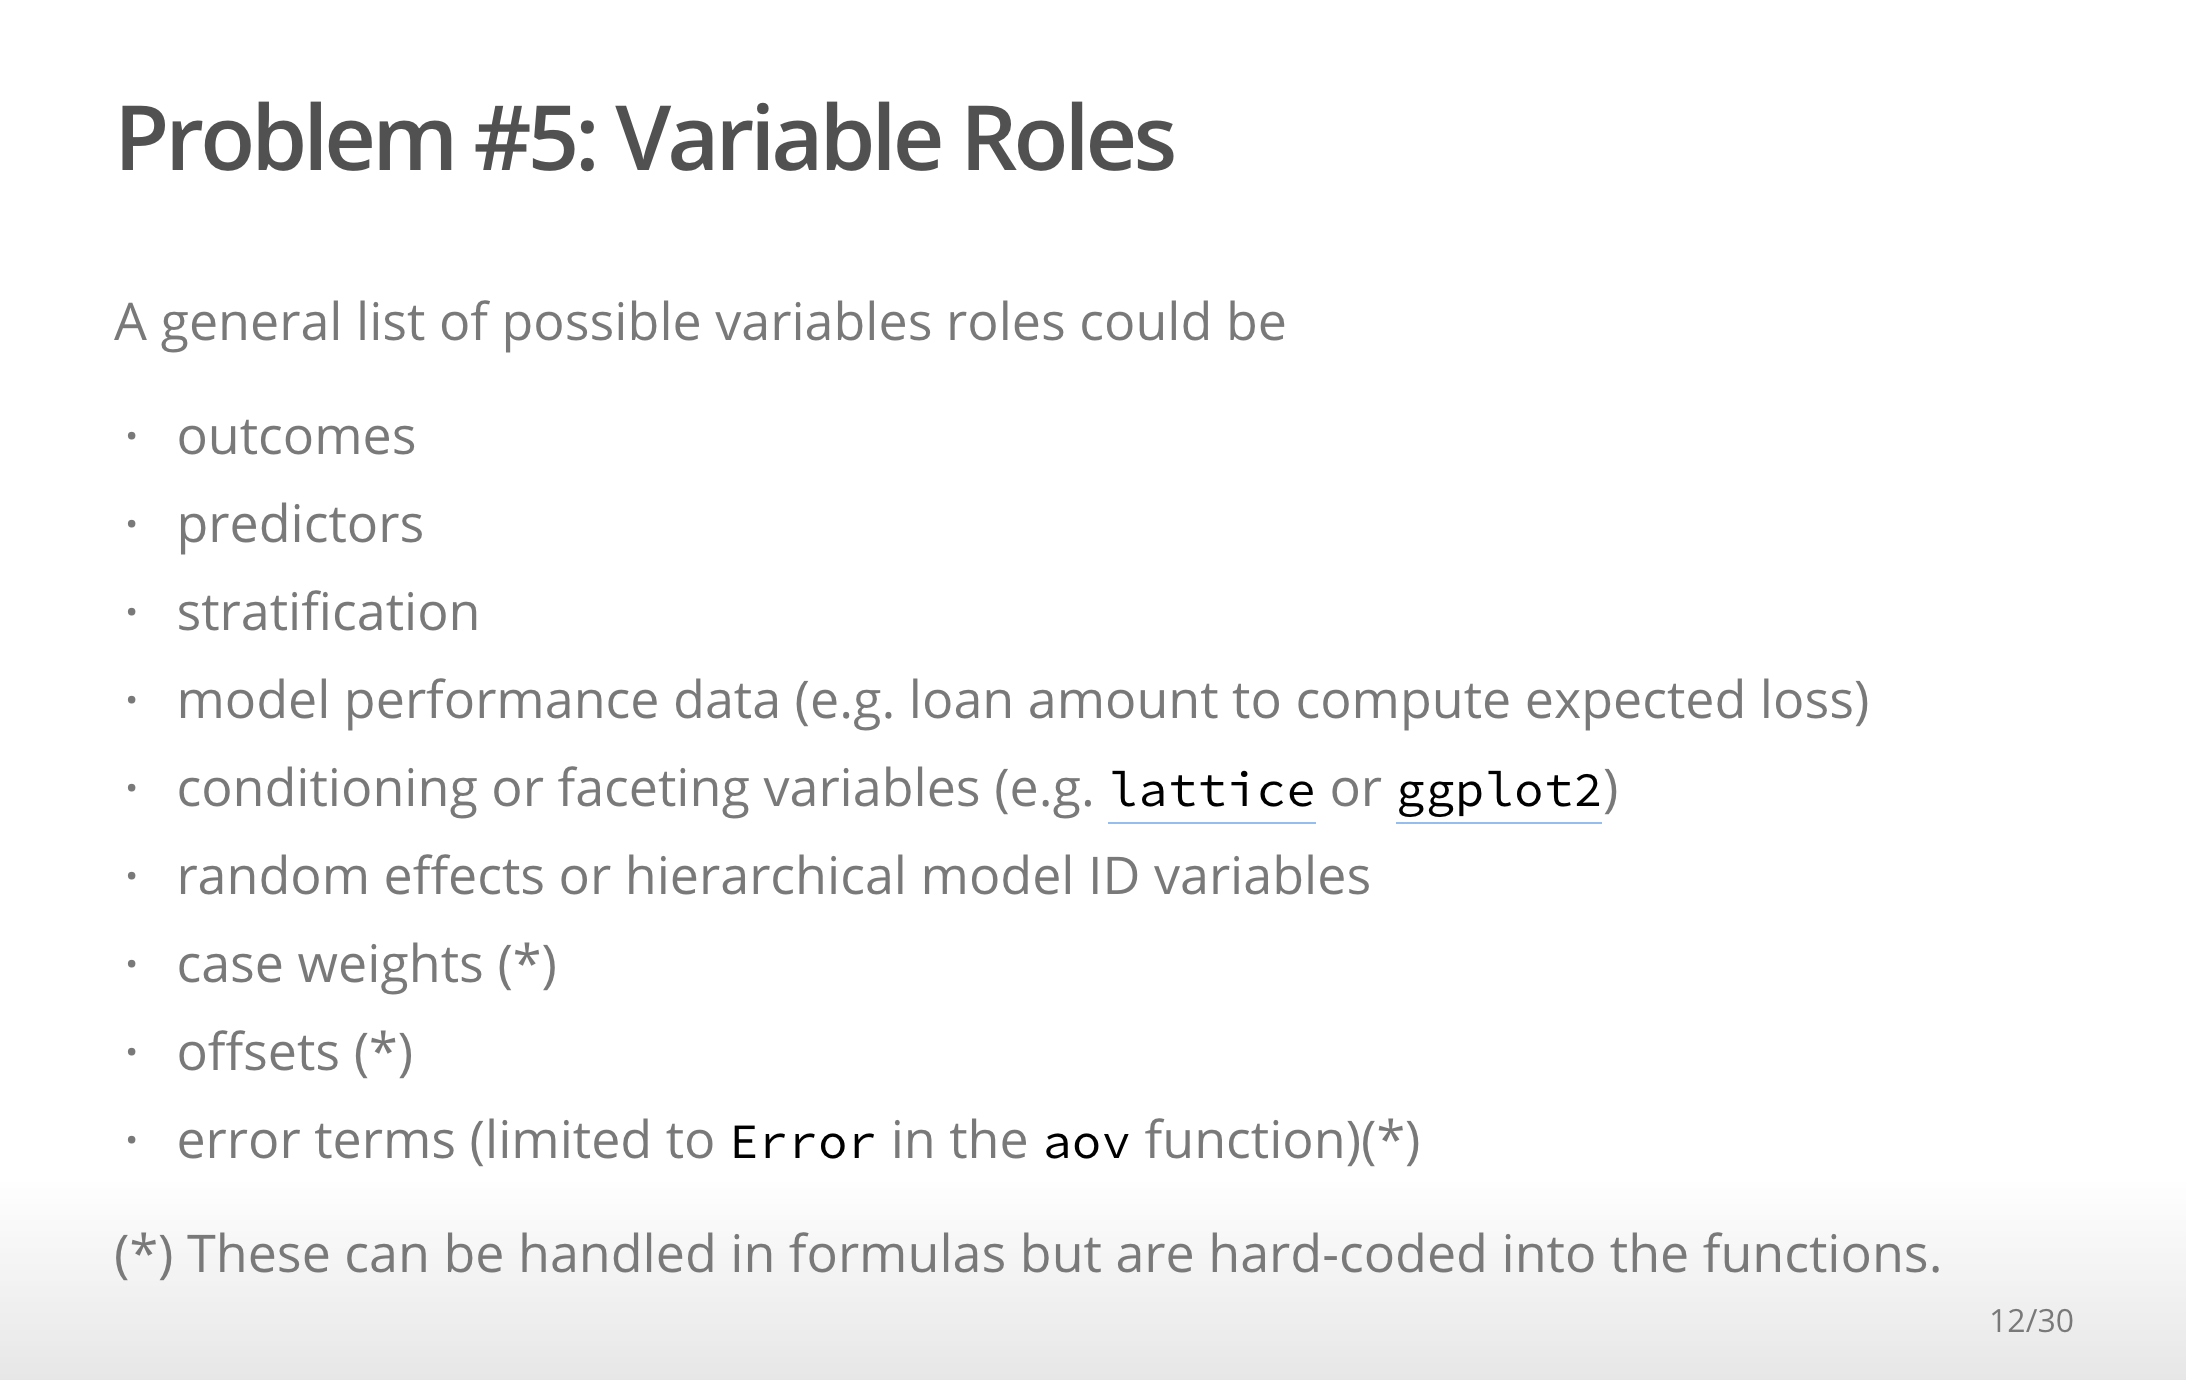 Problem #5: Variable Roles
A general list of possible variables roles could be
· outcomes
· predictors
· stratification
· model performance data (e.g. loan amount to compute expected loss)
· conditioning or faceting variables (e.g. lattice or ggplot2)
· random effects or hierarchical model ID variables
· case weights (*)
· offsets (*)
· error terms (limited to Error in the aov function)(*)
(*) These can be handled in formulas but are hard-coded into the functions.
12/30